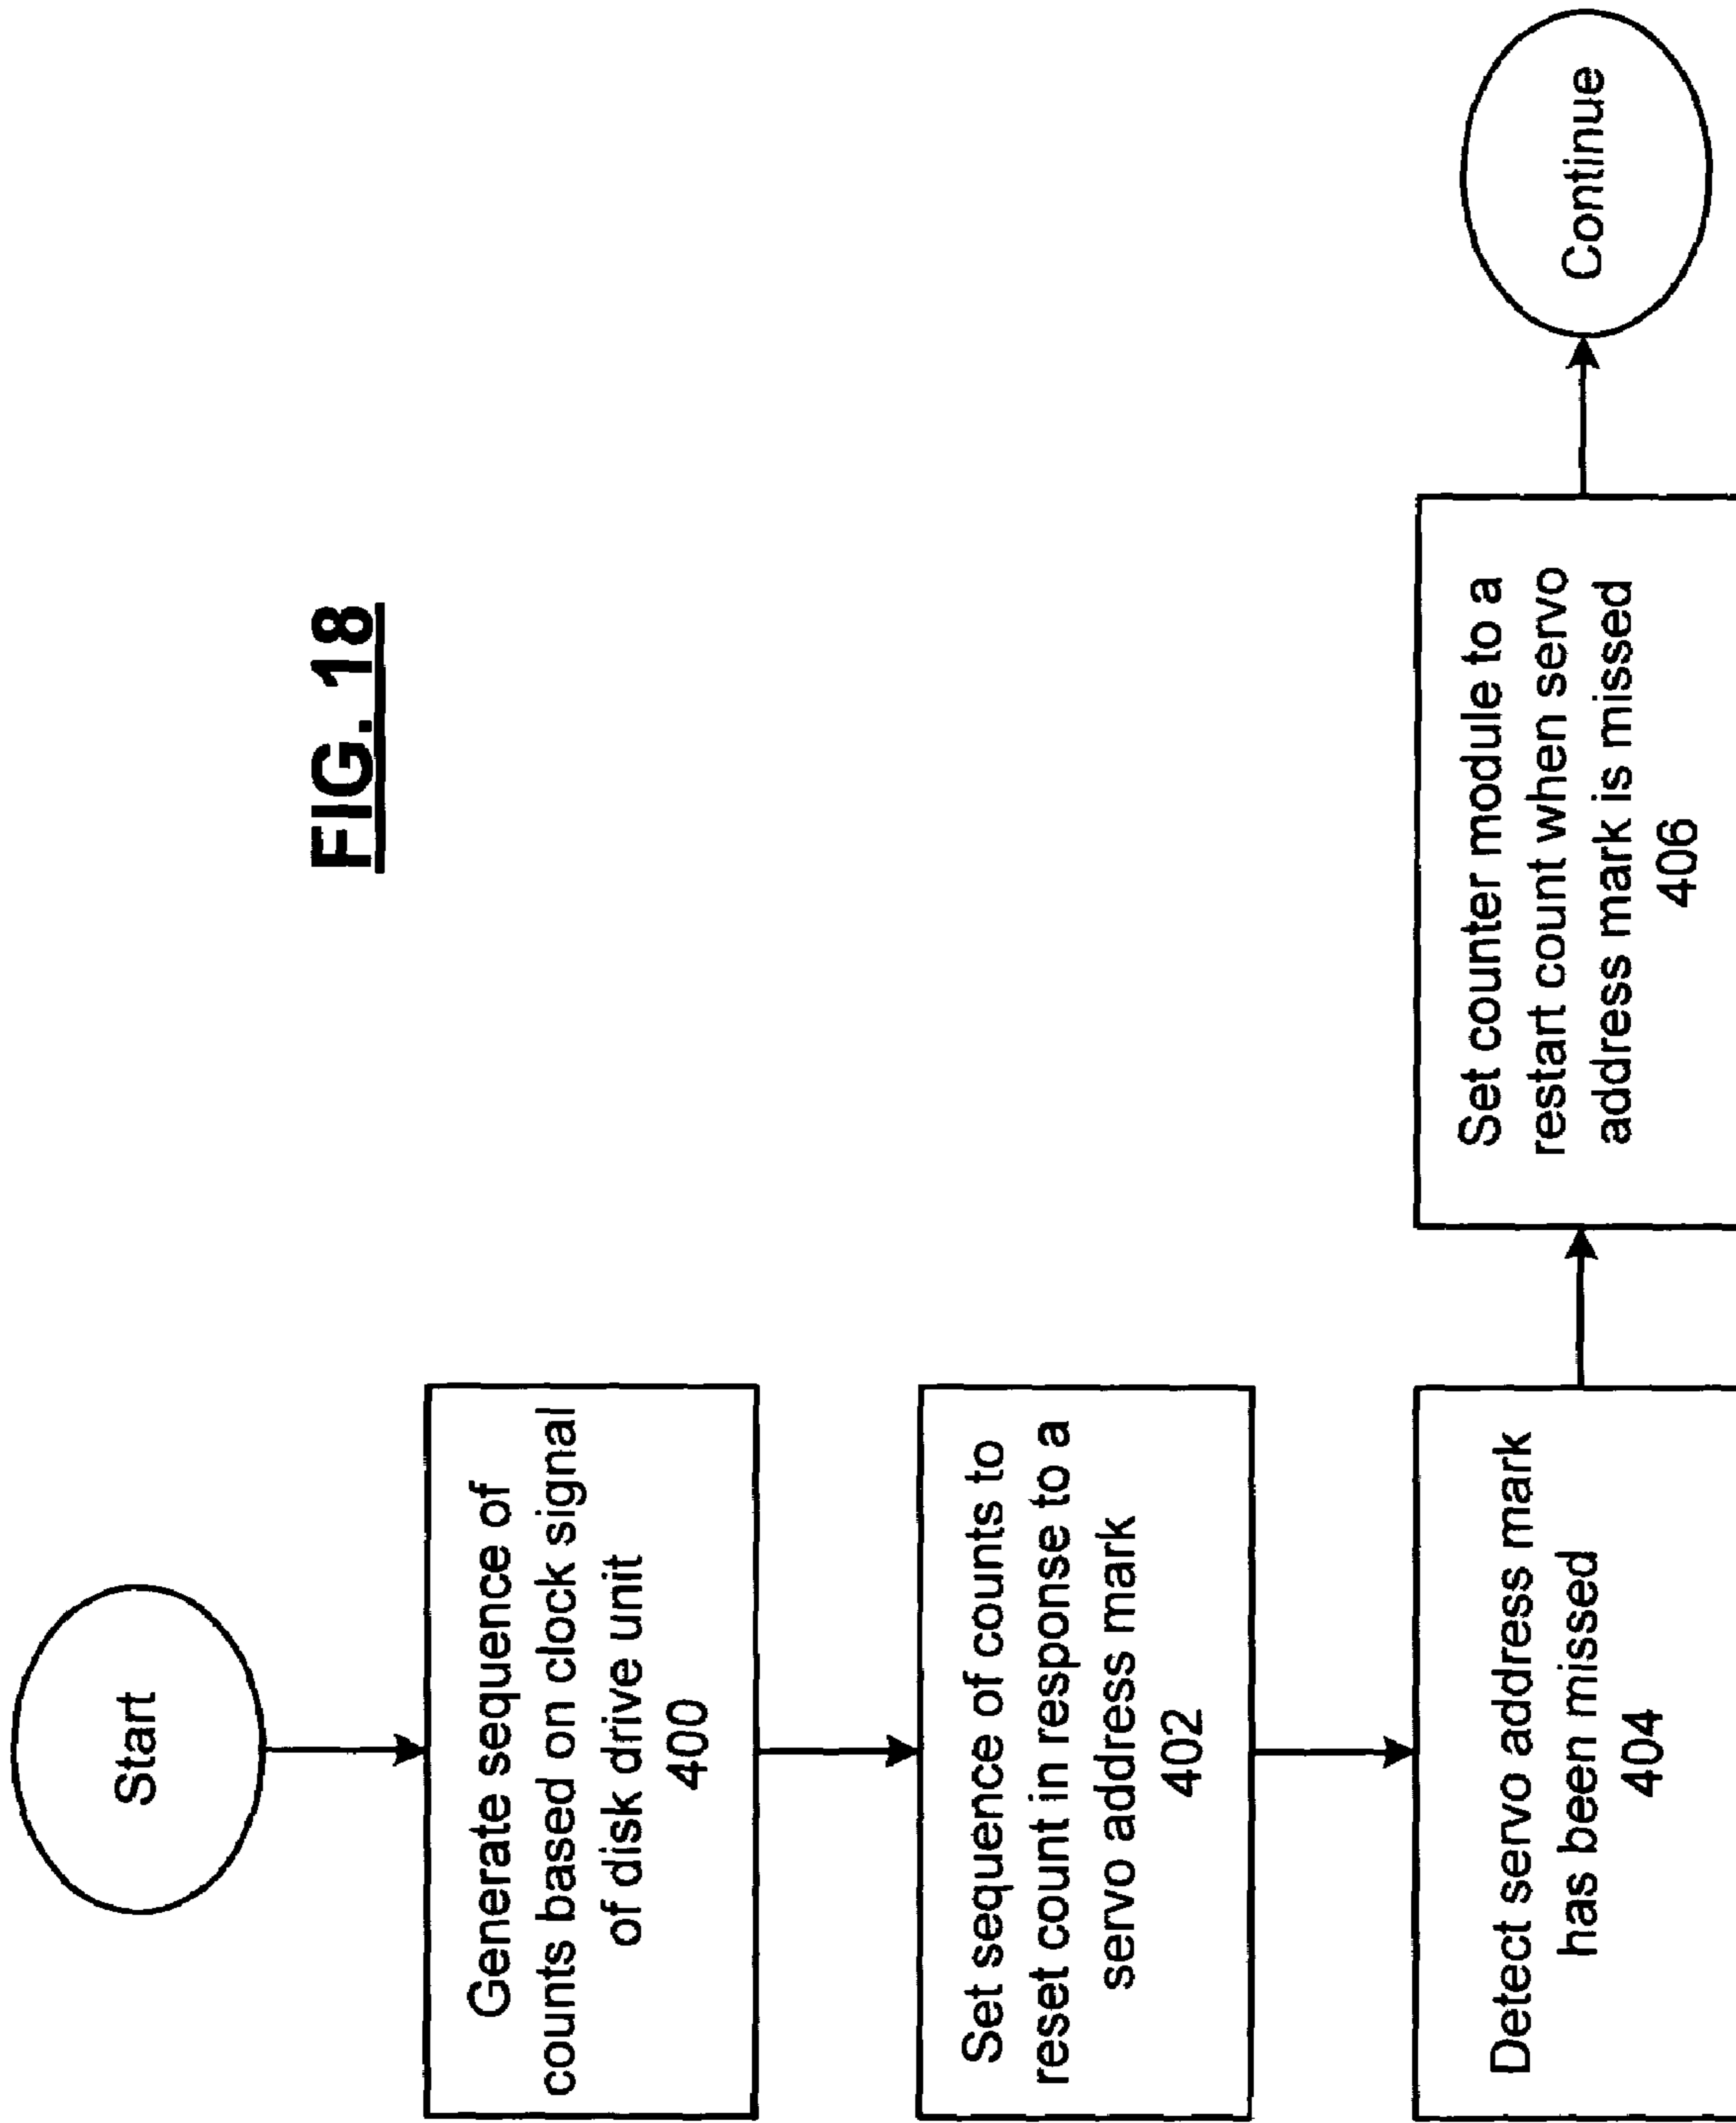 FIG. 18
Start
Generate sequence of
counts based on clock signal
of disk drive unit
400
Set sequence of counts to
reset count in response to a
servo address mark
402
Detect servo address mark
has been missed
404
Set counter module to a
restart count when servo
address mark is missed
406
Continue